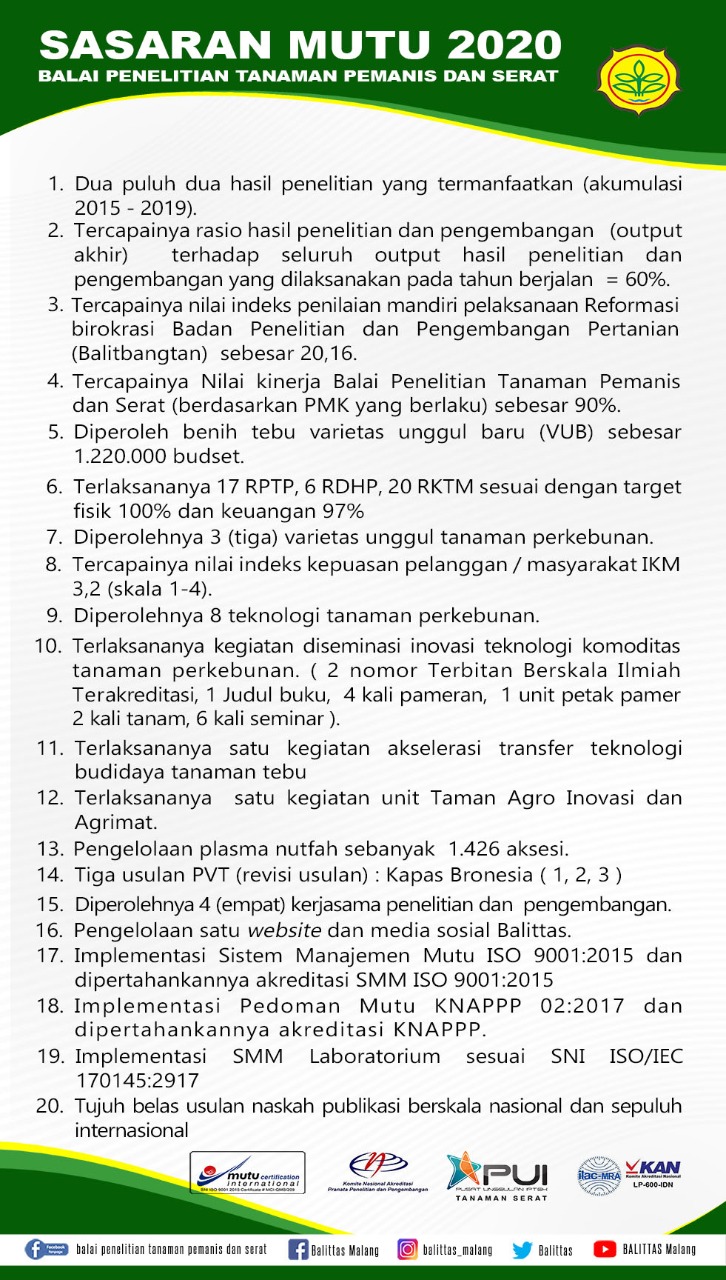 SASARAN MUTU 2020
BALAI PENELITIAN TANAMAN PEMANIS DAN SERAT
1. Dua puluh dua hasil penelitian yang termanfaatkan (akumulasi
2015 - 2019).
2. Tercapainya rasio hasil penelitian dan pengembangan (output
akhir) terhadap seluruh output hasil penelitian dan
pengembangan yang dilaksanakan pada tahun berjalan = 60%.
3. Tercapainya nilai indeks penilaian mandiri pelaksanaan Reformasi
birokrasi Badan Penelitian dan Pengembangan Pertanian
(Balitbangtan) sebesar 20,16.
4. Tercapainya Nilai kinerja Balai Penelitian Tanaman Pemanis
dan Serat (berdasarkan PMK yang berlaku) sebesar 90%.
5. Diperoleh benih tebu varietas unggul baru (VUB) sebesar
1.220.000 budset.
6. Terlaksananya 17 RPTP, 6 RDHP, 20 RKTM sesuai dengan target
fisik 100% dan keuangan 97%
7. Diperolehnya 3 (tiga) varietas unggul tanaman perkebunan.
8. Tercapainya nilai indeks kepuasan pelanggan / masyarakat IKM
3,2 (skala 1-4).
9. Diperolehnya 8 teknologi tanaman perkebunan.
10. Terlaksananya kegiatan diseminasi inovasi teknologi komoditas
tanaman perkebunan. ( 2 nomor Terbitan Berskala Ilmiah
Terakreditasi, 1 Judul buku, 4 kali pameran, 1 unit petak pamer
2 kali tanam, 6 kali seminar ).
11. Terlaksananya satu kegiatan akselerasi transfer teknologi
budidaya tanaman tebu
12. Terlaksananya satu kegiatan unit Taman Agro Inovasi dan
Agrimat.
13. Pengelolaan plasma nutfah sebanyak 1.426 aksesi.
14. Tiga usulan PVT (revisi usulan) : Kapas Bronesia ( 1, 2, 3 )
15. Diperolehnya 4 (empat) kerjasama penelitian dan pengembangan.
16. Pengelolaan satu website dan media sosial Balittas.
17. Implementasi Sistem Manajemen Mutu ISO 9001:2015 dan
dipertahankannya akreditasi SMM ISO 9001:2015
18. Implementasi Pedoman Mutu KNAPPP 02:2017 dan
dipertahankannya akreditasi KNAPPP.
19. Implementasi SMM Laboratorium sesuai SNI ISO/IEC
170145:2917
20. Tujuh belas usulan naskah publikasi berskala nasional dan sepuluh
internasional
mutu certification
international
Komite Nasional Akreditasi
Pranata Penelitian dan Pengembangan
PUI
PUSAT UNGGULAN IPTEK
TANAMAN SERAT
ilac-MRA
KAN
Komite Akreditasi Nasional
LP-600-IDN
Facebook
balai penelitian tanaman pemanis dan serat
Balittas Malang
balittas_malang
Balittas
BALITTAS Malang